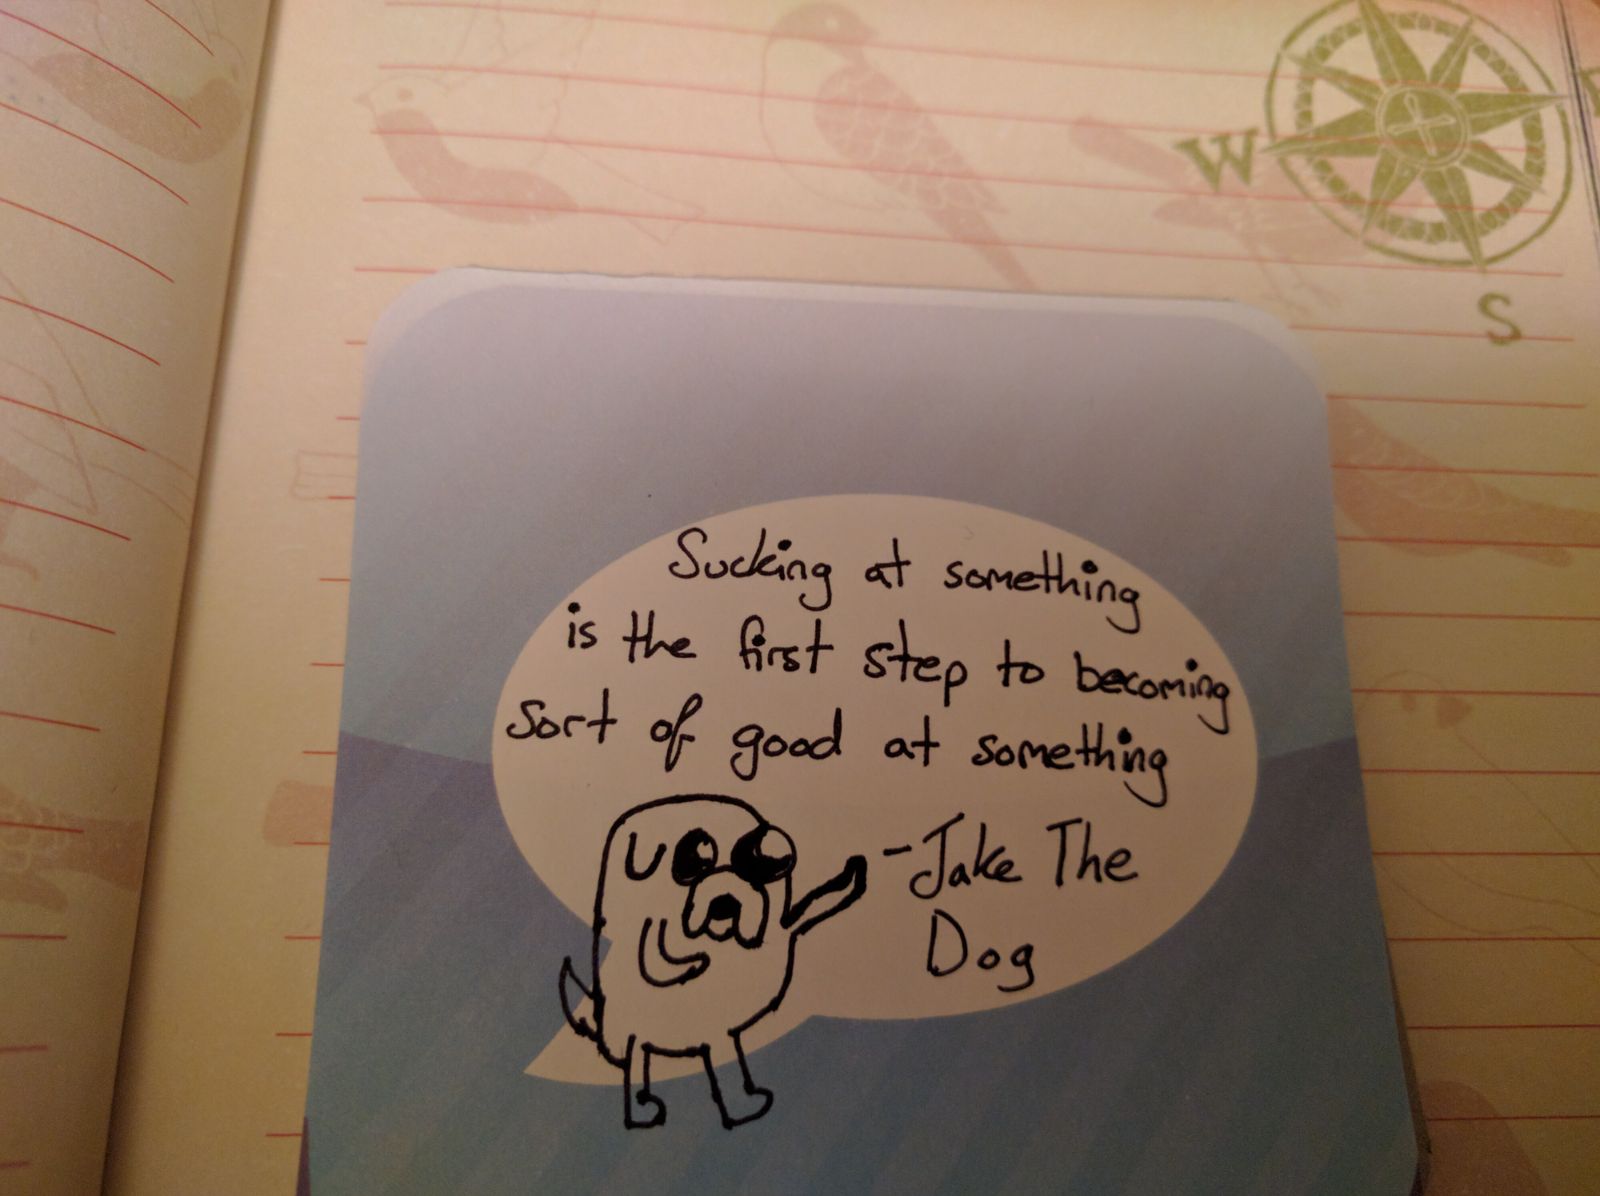 W
S
Sucking at something
is the first step to becoming
sort of good at something
-Jake The
Dog